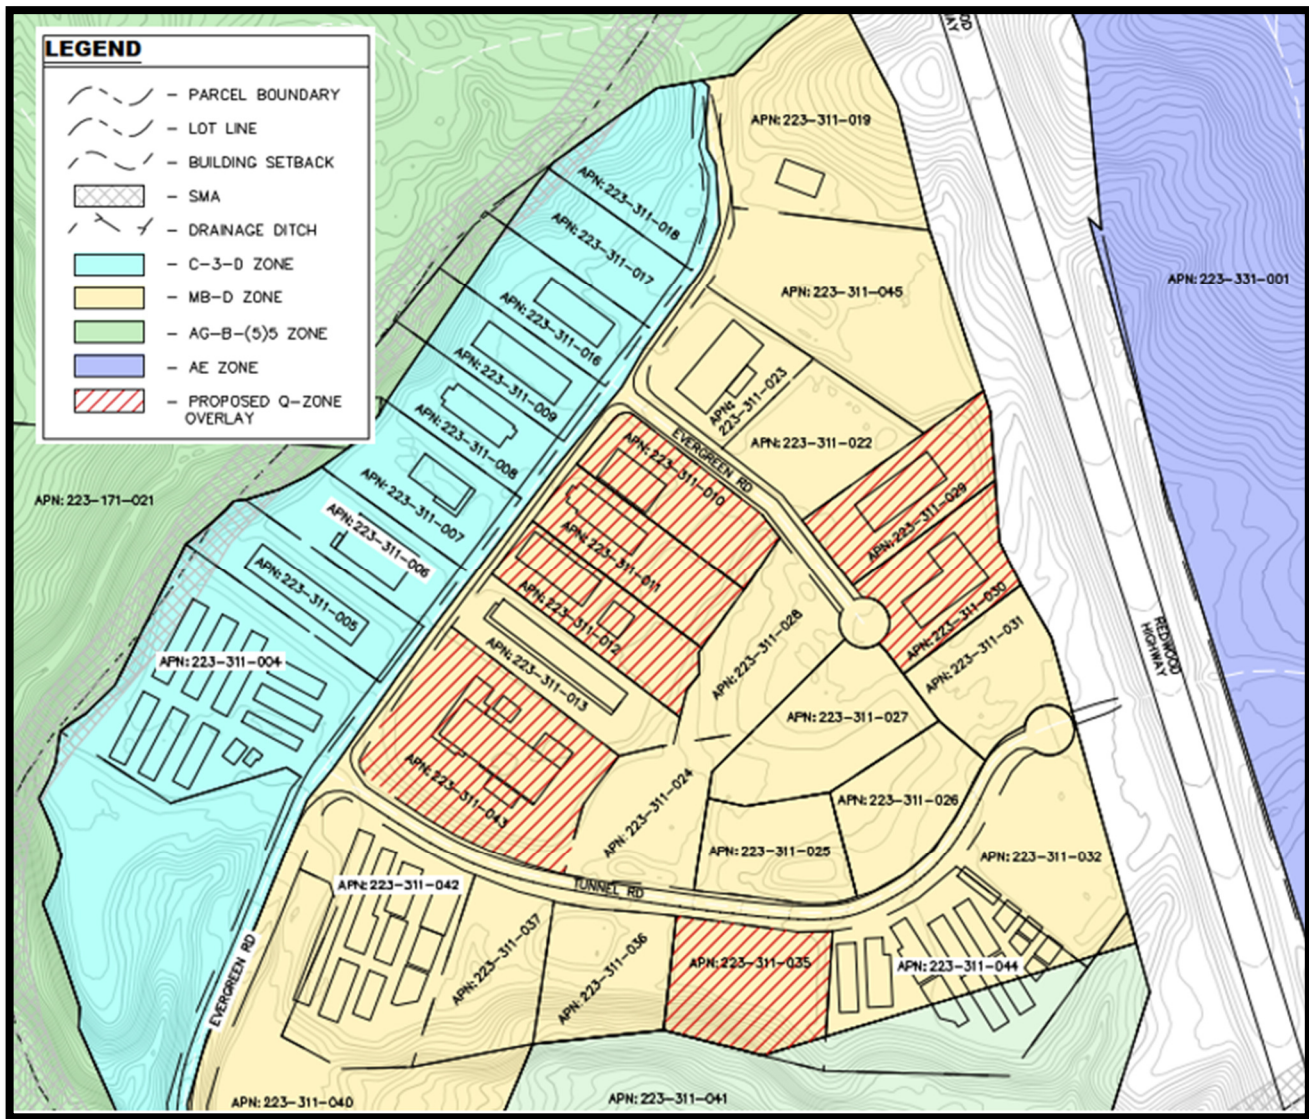 LEGEND
- PARCEL BOUNDARY
- LOT LINE
- BUILDING SETBACK
- SMA
- DRAINAGE DITCH
- C-3-D ZONE
- MB-D ZONE
- AG-B-(5)5 ZONE
- AE ZONE
- PROPOSED Q-ZONE
OVERLAY
APN: 223-311-019
APN: 223-311-018
APN: 223-311-017
APN: 223-331-001
APN: 223-311-045
APN: 223-311-016
APN: 223-311-009
APN:
223-311-023
APN: 223-311-008
APN: 223-311-022
EVERGREEN RD
APN: 223-311-010
APN: 223-311-007
APN: 223-311-029
APN: 223-171-021
APN: 223-311-006
APN: 223-311-011
APN: 223-311-005
APN: 223-311-012
APN: 223-311-030
APN: 223-311-028
APN: 223-311-031
REDWOOD
HIGHWAY
APN: 223-311-004
APN: 223-311-013
APN: 223-311-027
APN: 223-311-043
APN: 223-311-024
APN: 223-311-026
APN: 223-311-025
APN: 223-311-032
TUNNEL RD
APN: 223-311-042
APN: 223-311-037
APN: 223-311-036
APN: 223-311-035
APN: 223-311-044
EVERGREEN RD
APN: 223-311-040
APN: 223-311-041